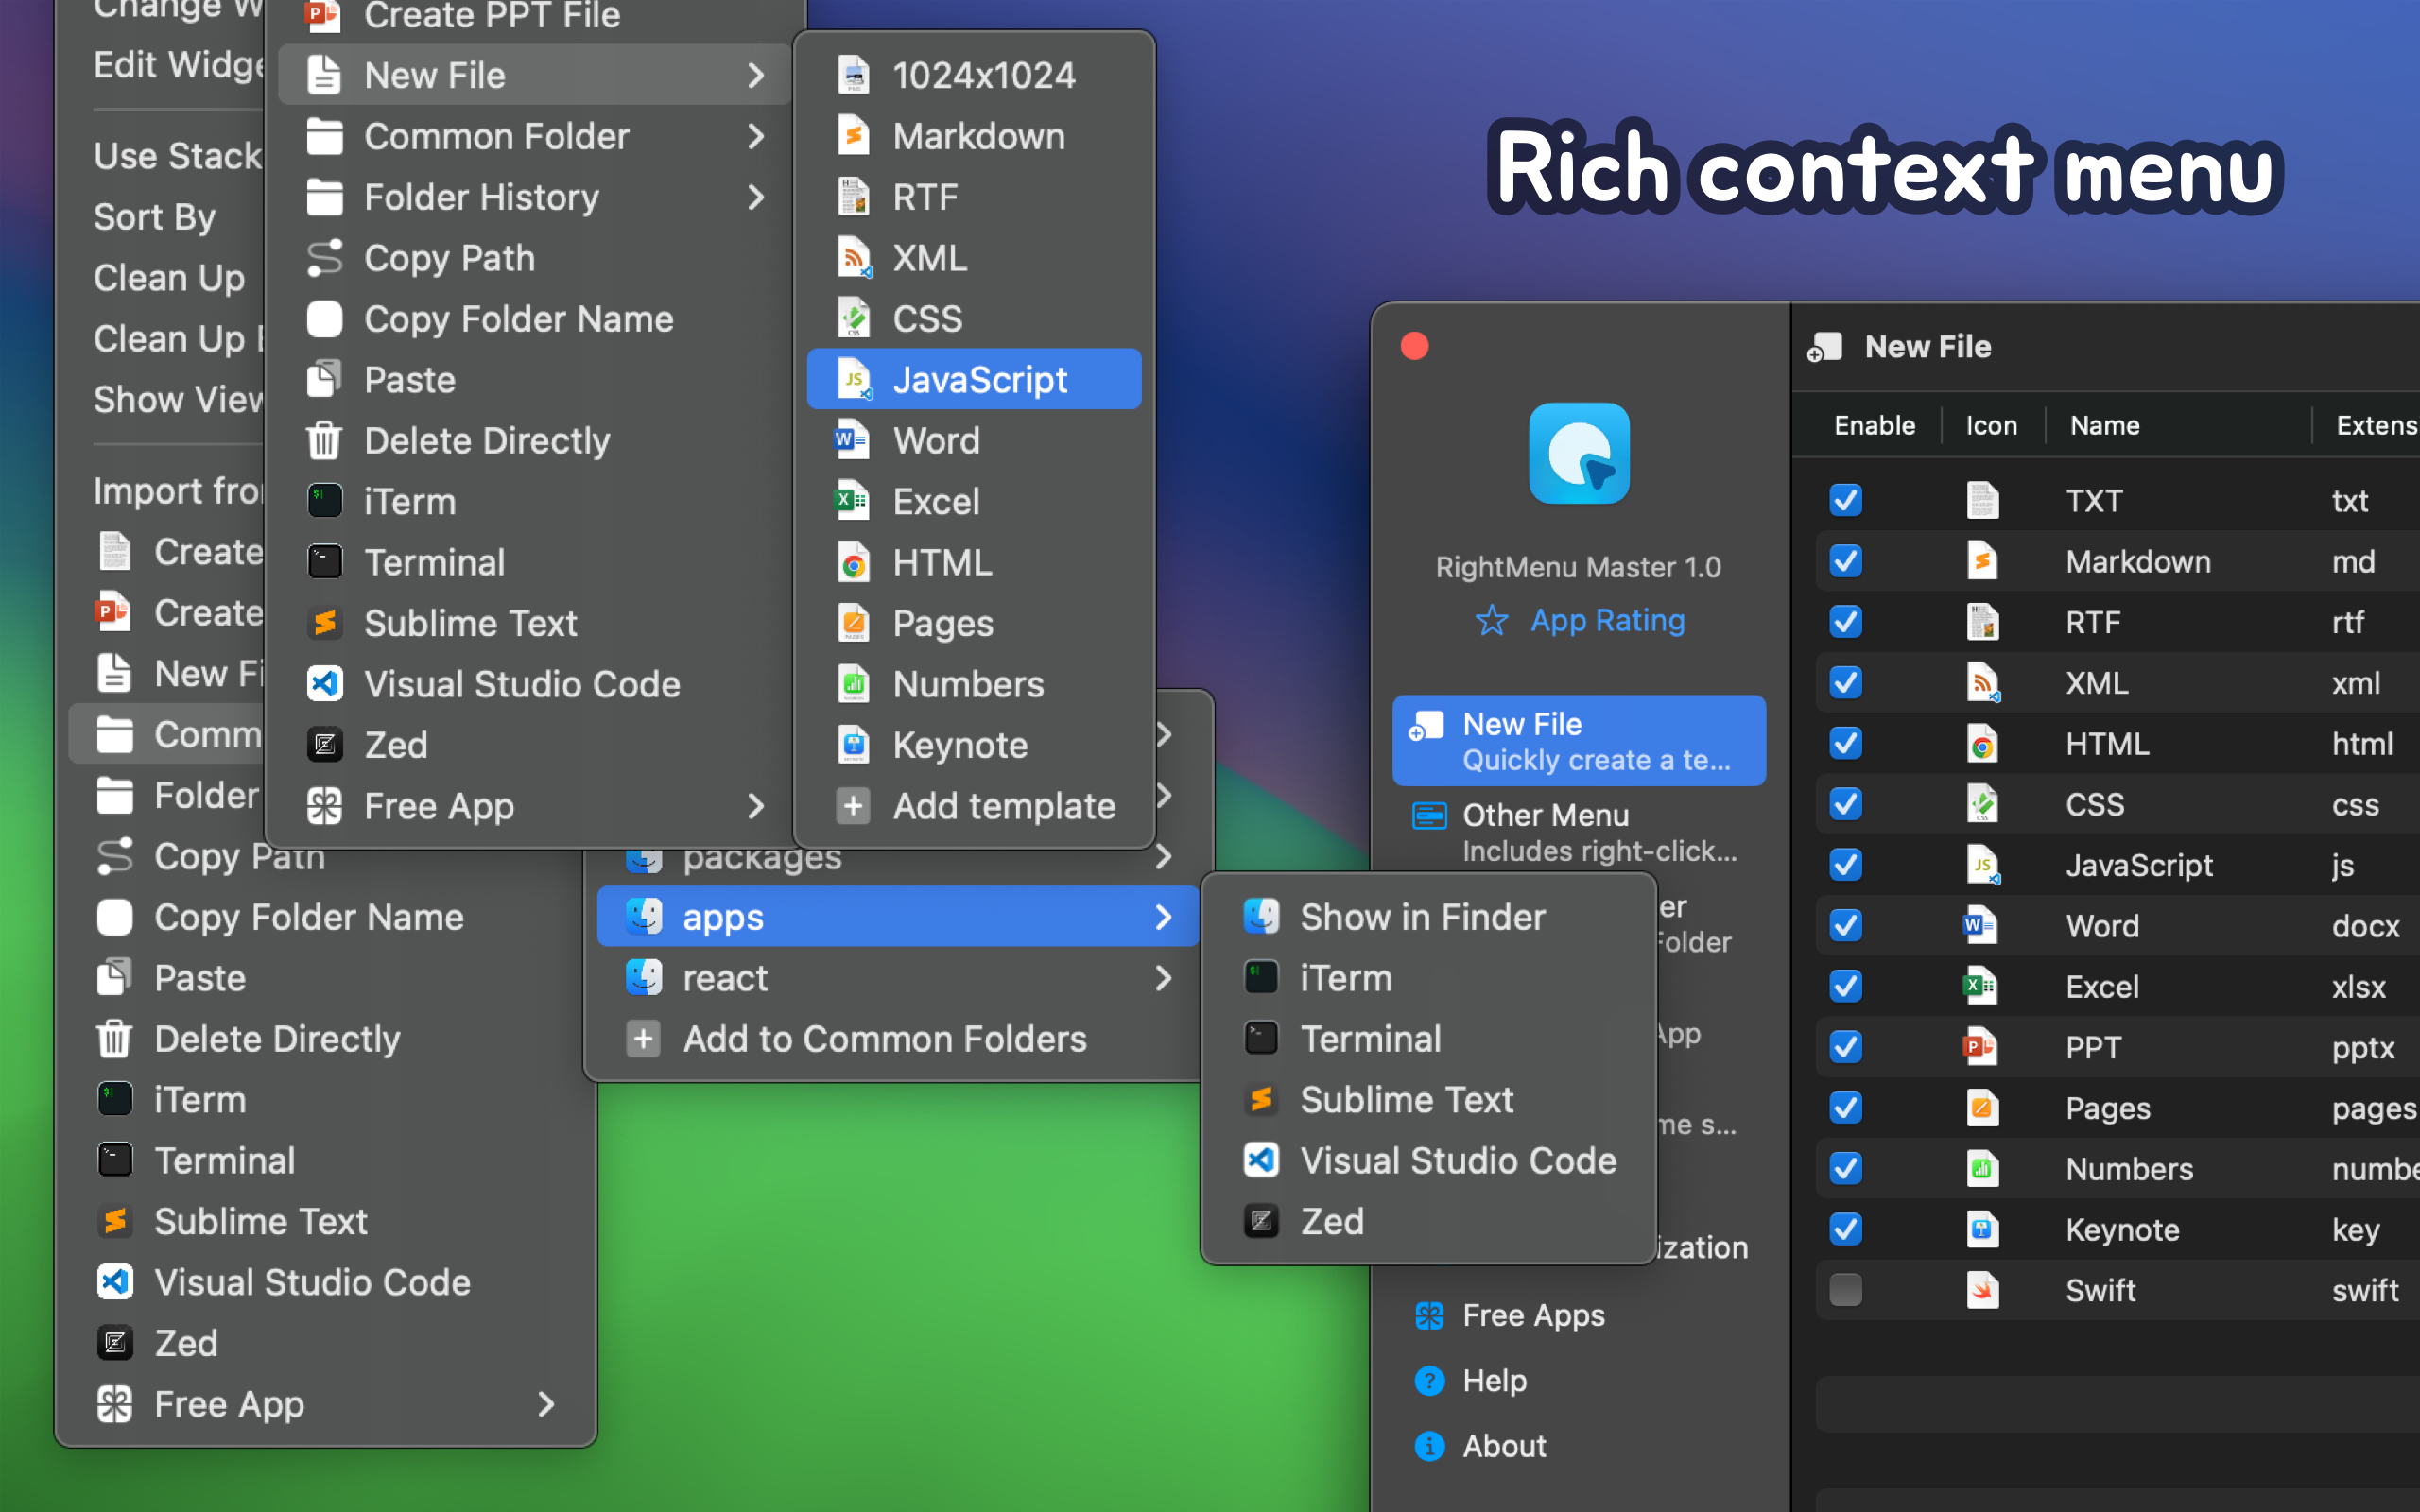 Change W
Edit Widge
Use Stack
Sort By
Clean Up
Clean Up
Show View
Import from
Create
Create
New Fi
Comm
Folder
Copy Path
Copy Folder Name
Paste
Delete Directly
iTerm
Terminal
Sublime Text
Visual Studio Code
Zed
Free App
Create PPT File
New File
Common Folder
Folder History
Copy Path
Copy Folder Name
Paste
Delete Directly
iTerm
Terminal
Sublime Text
Visual Studio Code
Zed
Free App
1024x1024
Markdown
RTF
XML
CSS
JavaScript
Word
Excel
HTML
Pages
Numbers
Keynote
Add template
packages
apps
react
Add to Common Folders
Show in Finder
iTerm
Terminal
Sublime Text
Visual Studio Code
Zed
Rich context menu
RightMenu Master 1.0
App Rating
New File
Quickly create a te...
Other Menu
Includes right-click...
er
Folder
App
me s...
ization
Free Apps
Help
About
New File
Enable Icon Name Extens
TXT txt
Markdown md
RTF rtf
XML xml
HTML html
CSS css
JavaScript js
Word docx
Excel xlsx
PPT pptx
Pages pages
Numbers numbe
Keynote key
Swift swift